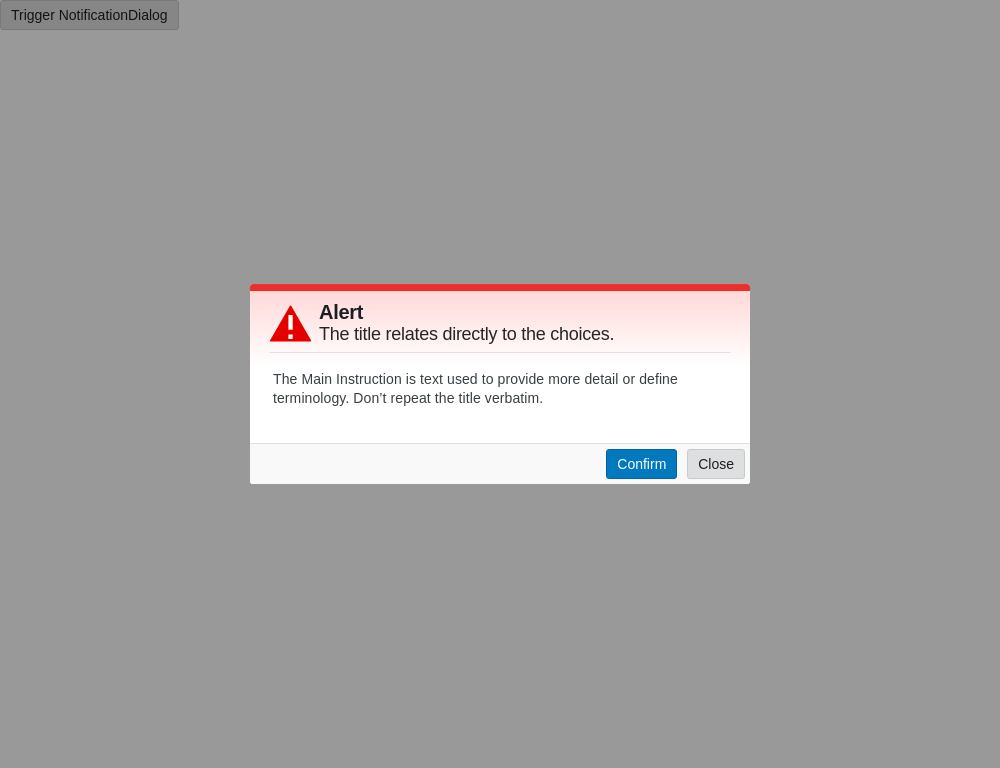 Trigger NotificationDialog
Alert
The title relates directly to the choices.
The Main Instruction is text used to provide more detail or define
terminology. Don’t repeat the title verbatim.
Confirm Close